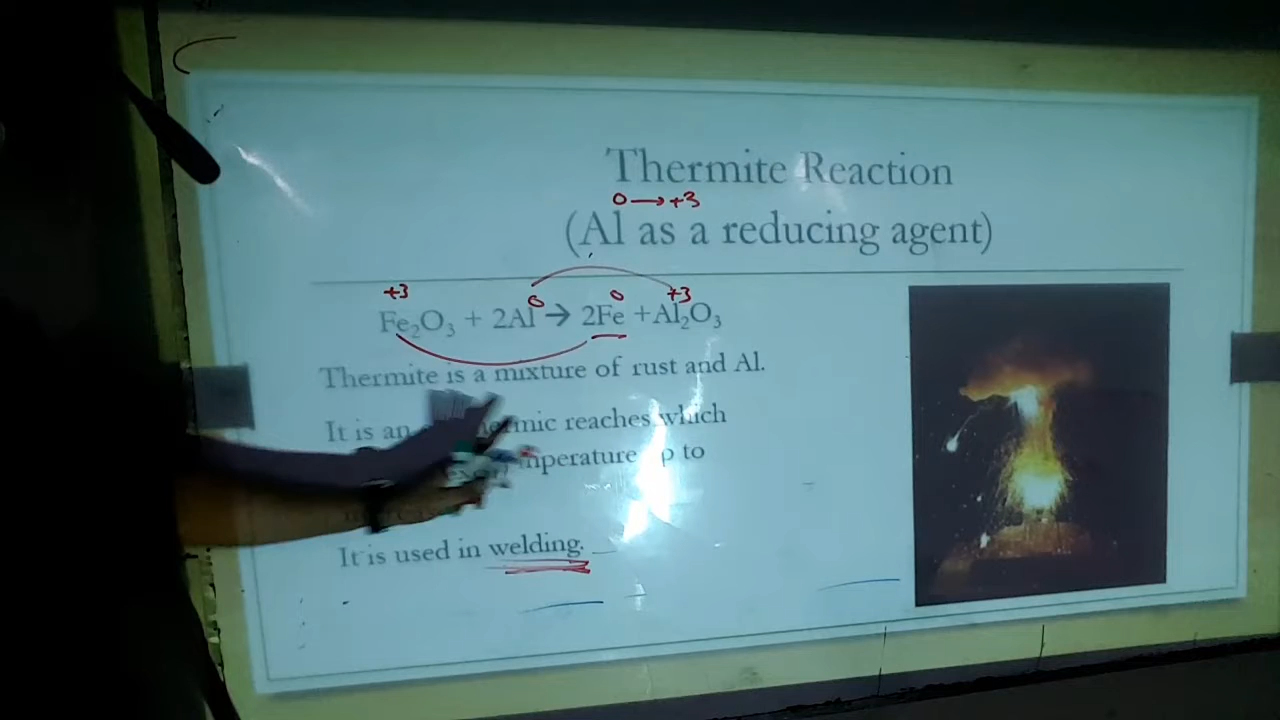 Thermite Reaction
0 → +3
(Al as a reducing agent)
+3 0 0 +3
Fe₂O₃ + 2Al → 2Fe + Al₂O₃
Thermite is a mixture of rust and Al.
It is an reaches which
to
It is used in welding.